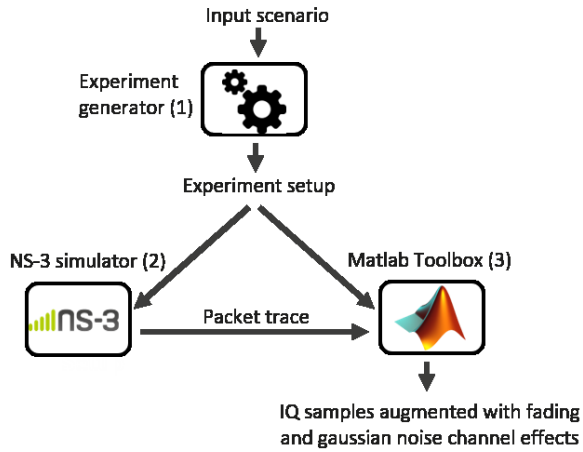 Input scenario
Experiment
generator (1)
Experiment setup
NS-3 simulator (2)
Matlab Toolbox (3)
NS-3
Packet trace
IQ samples augmented with fading
and gaussian noise channel effects